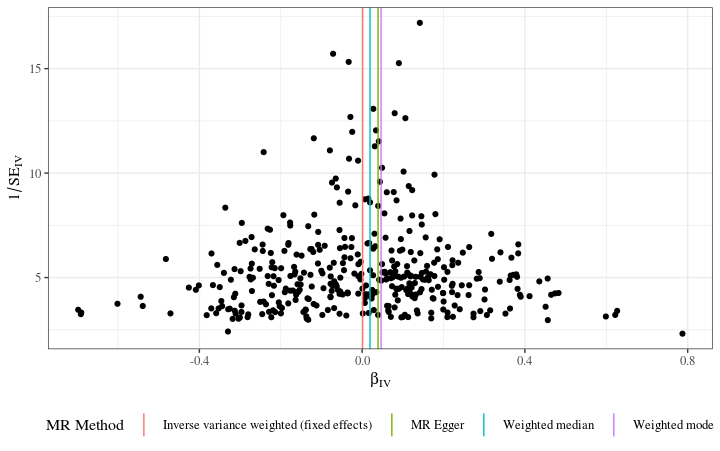 15
10
5
1/SE_IV
-0.4 0.0 0.4 0.8
β_IV
MR Method Inverse variance weighted (fixed effects) MR Egger Weighted median Weighted mode